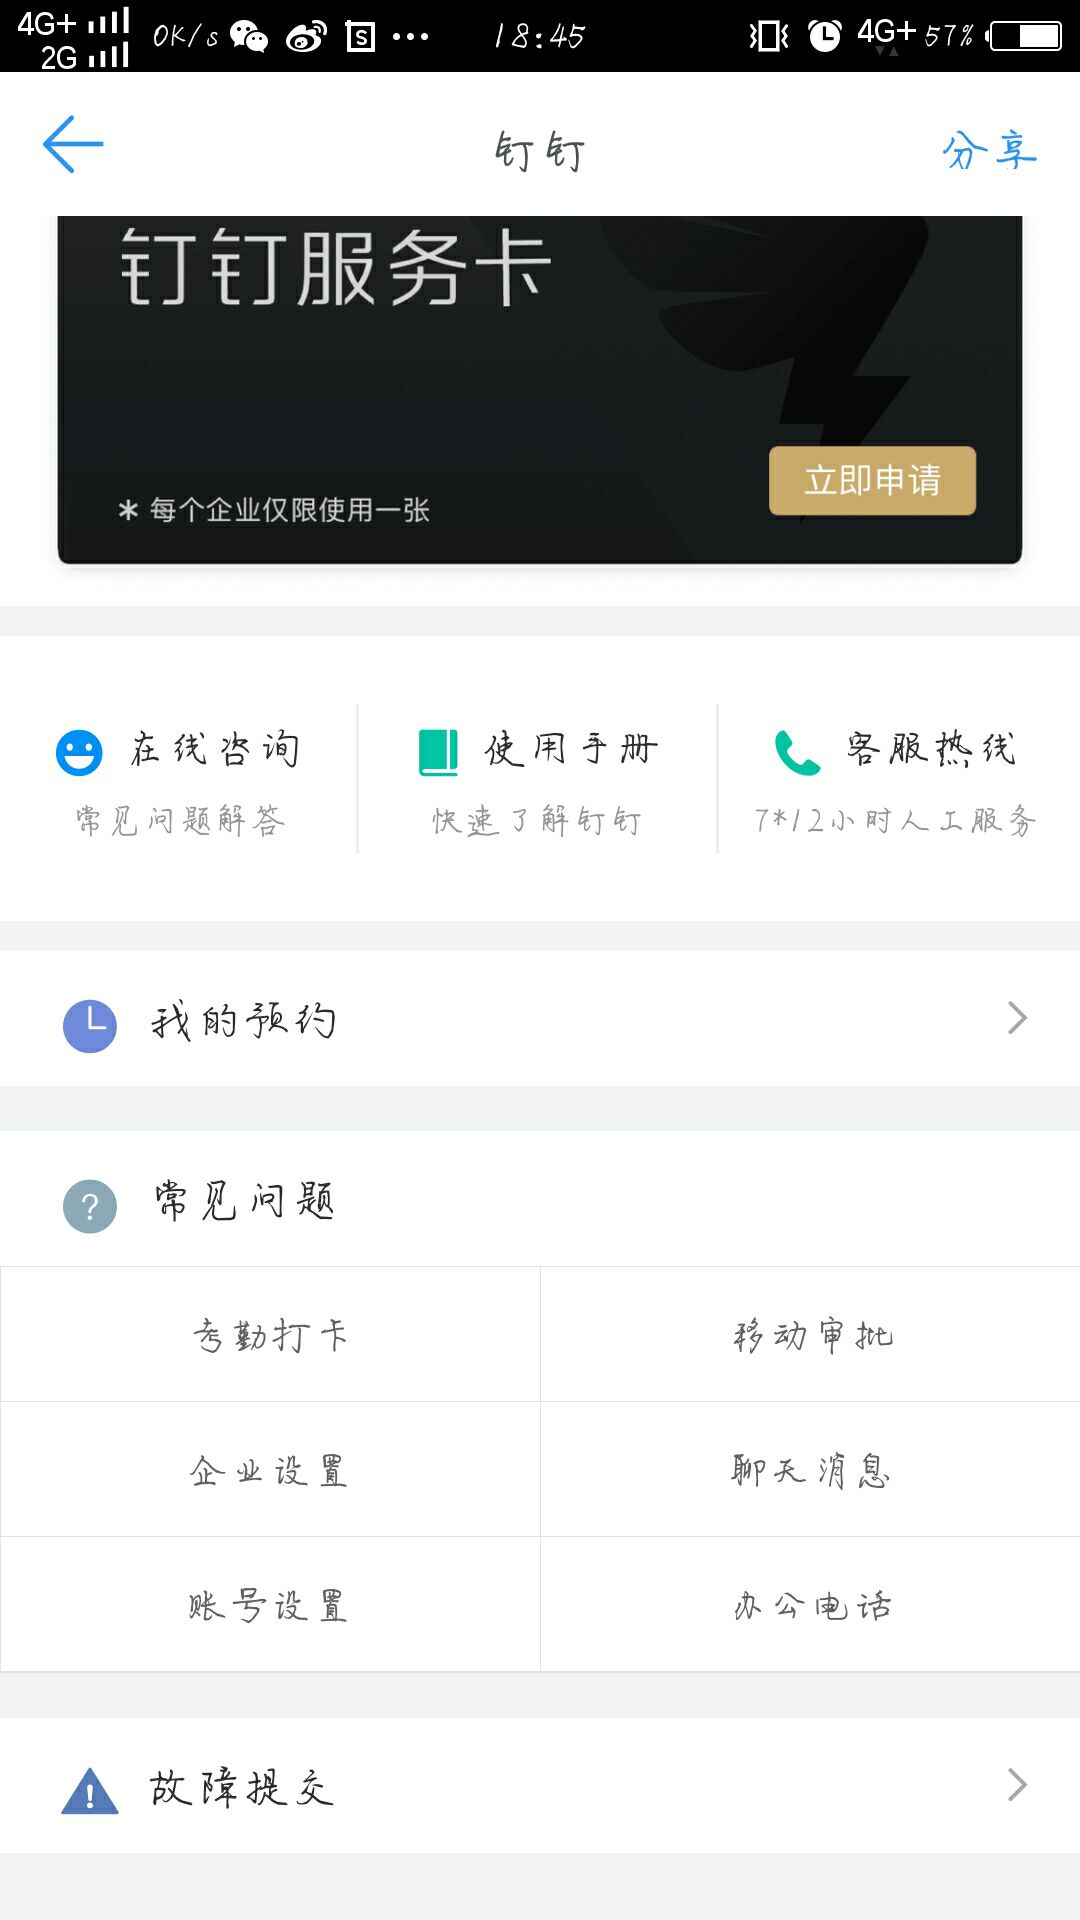 4G+ 0K/s 18:45 4G+ 57%
2G
钉钉 分享
钉钉服务卡
立即申请
* 每个企业仅限使用一张
在线咨询 使用手册 客服热线
常见问题解答 快速了解钉钉 7*12小时人工服务
我的预约
? 常见问题
考勤打卡 移动审批
企业设置 聊天消息
账号设置 办公电话
! 故障提交